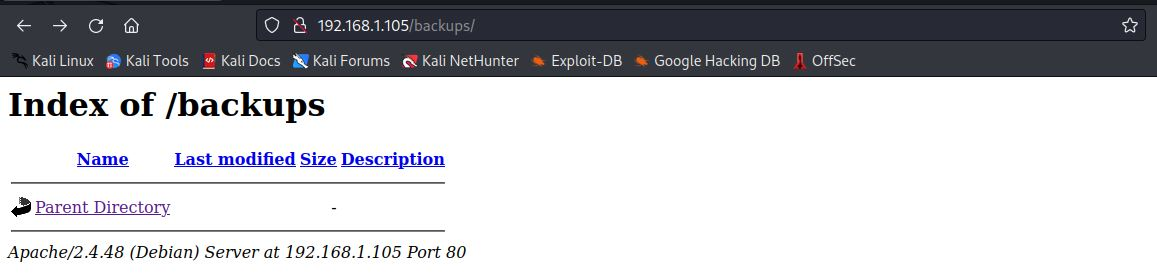 192.168.1.105/backups/
Kali Linux Kali Tools Kali Docs Kali Forums Kali NetHunter Exploit-DB Google Hacking DB OffSec
Index of /backups
Name Last modified Size Description
Parent Directory -
Apache/2.4.48 (Debian) Server at 192.168.1.105 Port 80